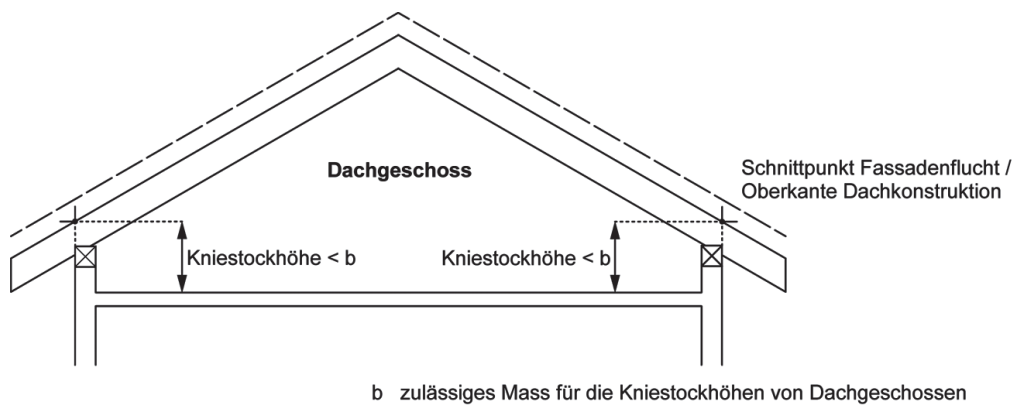 Dachgeschoss
Schnittpunkt Fassadenflucht /
Oberkante Dachkonstruktion
Kniestockhöhe < b
Kniestockhöhe < b
b zulässiges Mass für die Kniestockhöhen von Dachgeschossen